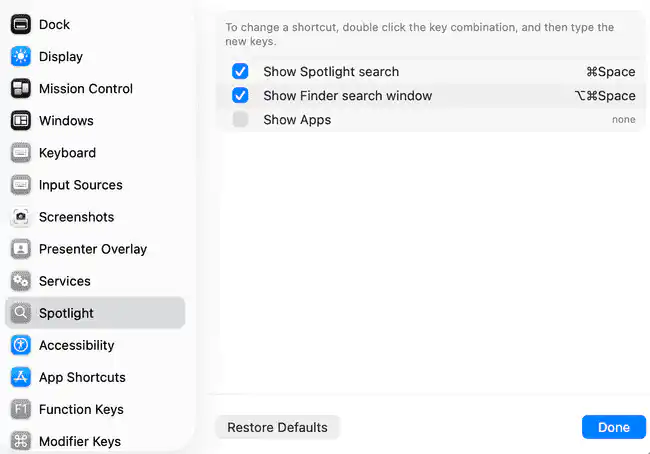 Dock
Display
Mission Control
Windows
Keyboard
Input Sources
Screenshots
Presenter Overlay
Services
Spotlight
Accessibility
App Shortcuts
F1 Function Keys
⌘ Modifier Keys
To change a shortcut, double click the key combination, and then type the
new keys.
Show Spotlight search ⌘Space
Show Finder search window ⌥⌘Space
Show Apps none
Restore Defaults Done